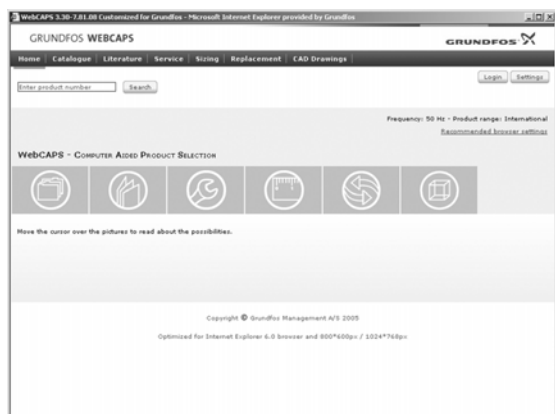 WebCAPS 3.30-7.01.08 Customized for Grundfos - Microsoft Internet Explorer provided by Grundfos
GRUNDFOS WEBCAPS
GRUNDFOS
Home Catalogue Literature Service Sizing Replacement CAD Drawings
Enter product number Search Login Settings
Frequency: 50 Hz - Product range: International
Recommended browser settings
WebCAPS - Computer Aided Product Selection
Move the cursor over the pictures to read about the possibilities.
Copyright © Grundfos Management A/S 2005
Optimized for Internet Explorer 6.0 browser and 800*600px / 1024*768px